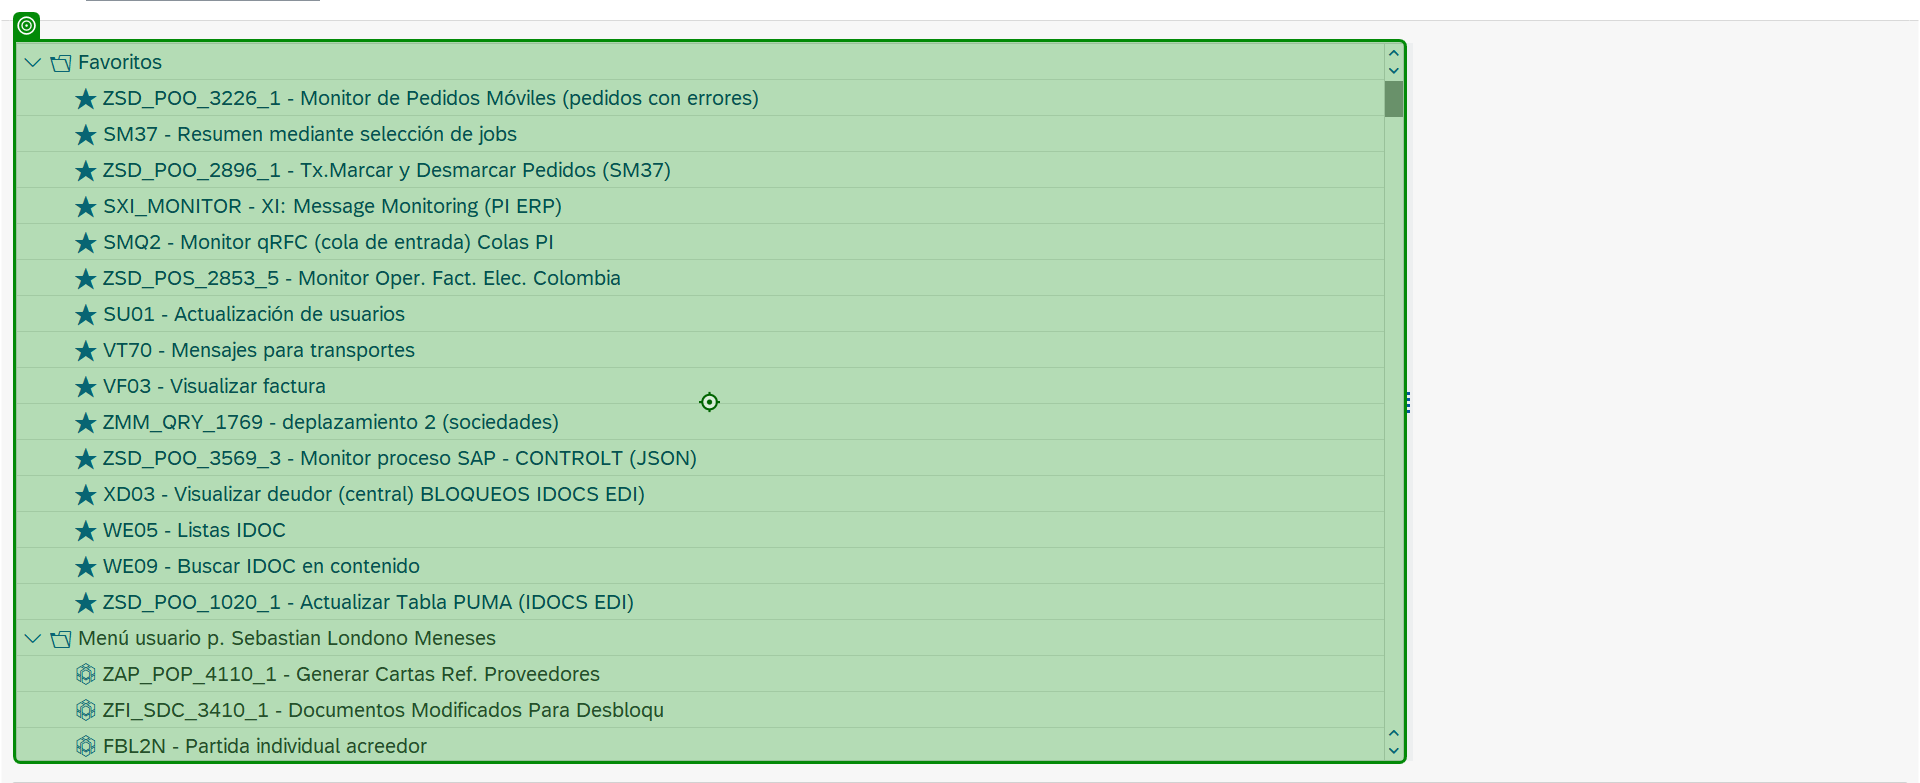 Favoritos
ZSD_POO_3226_1 - Monitor de Pedidos Móviles (pedidos con errores)
SM37 - Resumen mediante selección de jobs
ZSD_POO_2896_1 - Tx.Marcar y Desmarcar Pedidos (SM37)
SXI_MONITOR - XI: Message Monitoring (PI ERP)
SMQ2 - Monitor qRFC (cola de entrada) Colas PI
ZSD_POS_2853_5 - Monitor Oper. Fact. Elec. Colombia
SU01 - Actualización de usuarios
VT70 - Mensajes para transportes
VF03 - Visualizar factura
ZMM_QRY_1769 - deplazamiento 2 (sociedades)
ZSD_POO_3569_3 - Monitor proceso SAP - CONTROLT (JSON)
XD03 - Visualizar deudor (central) BLOQUEOS IDOCS EDI)
WE05 - Listas IDOC
WE09 - Buscar IDOC en contenido
ZSD_POO_1020_1 - Actualizar Tabla PUMA (IDOCS EDI)
Menú usuario p. Sebastian Londono Meneses
ZAP_POP_4110_1 - Generar Cartas Ref. Proveedores
ZFI_SDC_3410_1 - Documentos Modificados Para Desbloqu
FBL2N - Partida individual acreedor